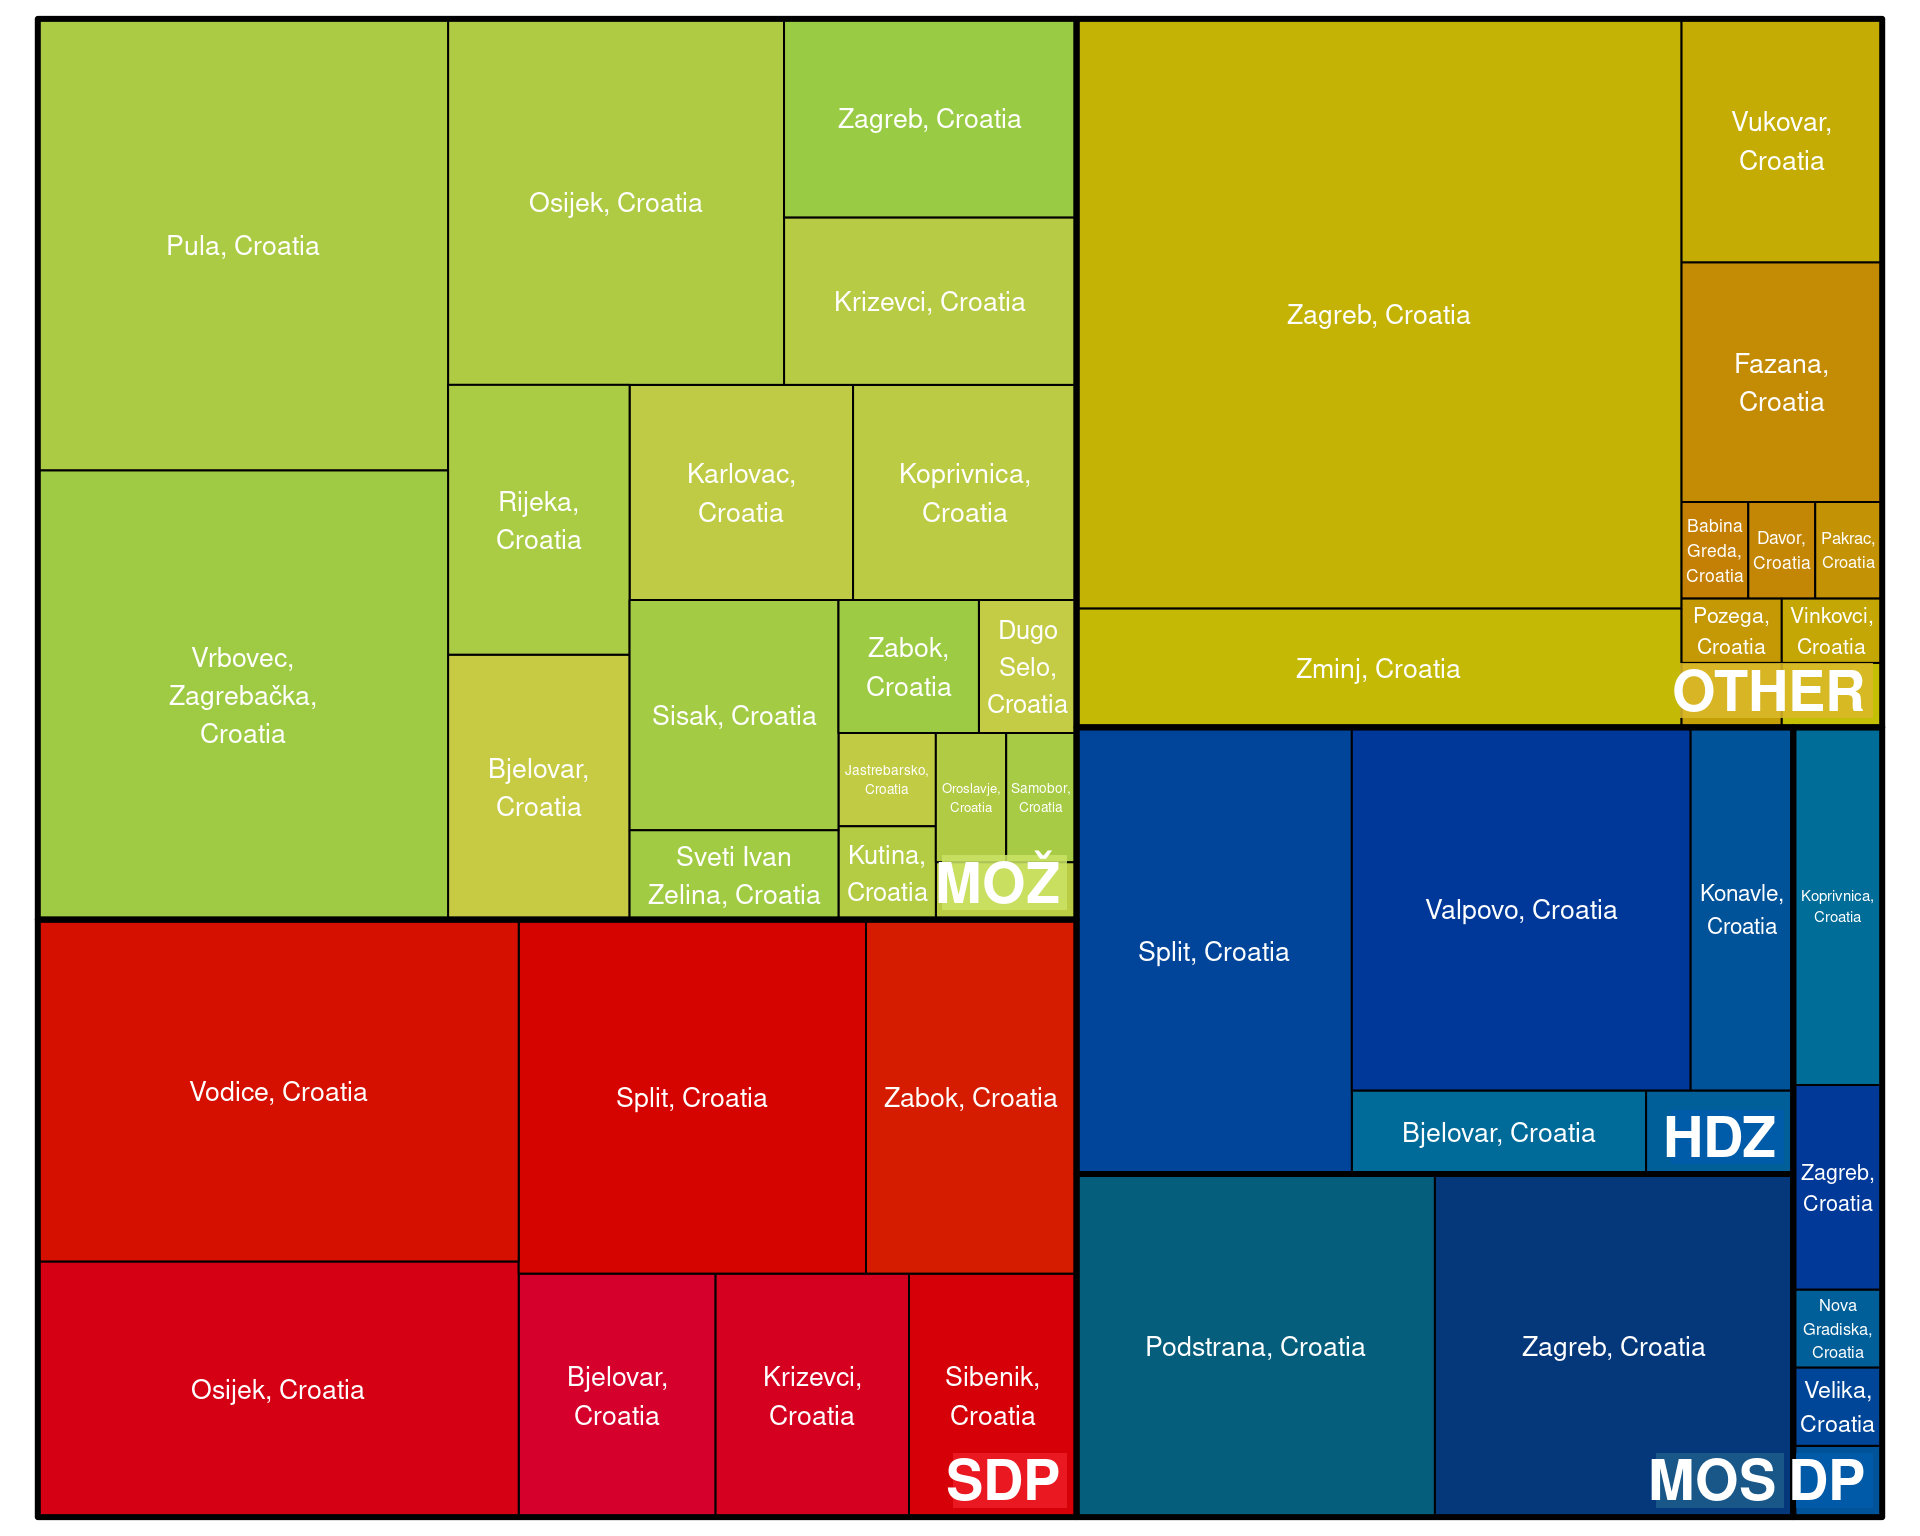 Pula, Croatia
Osijek, Croatia
Zagreb, Croatia
Krizevci, Croatia
Vrbovec,
Zagrebačka,
Croatia
Rijeka,
Croatia
Karlovac,
Croatia
Koprivnica,
Croatia
Bjelovar,
Croatia
Sisak, Croatia
Zabok,
Croatia
Dugo
Selo,
Croatia
Jastrebarsko,
Croatia
Oroslavje,
Croatia
Samobor,
Croatia
Sveti Ivan
Zelina, Croatia
Kutina,
Croatia
MOŽ
Zagreb, Croatia
Vukovar,
Croatia
Fazana,
Croatia
Babina
Greda,
Croatia
Davor,
Croatia
Pakrac,
Croatia
Pozega,
Croatia
Vinkovci,
Croatia
Zminj, Croatia
OTHER
Vodice, Croatia
Split, Croatia
Zabok, Croatia
Osijek, Croatia
Bjelovar,
Croatia
Krizevci,
Croatia
Sibenik,
Croatia
SDP
Split, Croatia
Valpovo, Croatia
Konavle,
Croatia
Bjelovar, Croatia
HDZ
Podstrana, Croatia
Zagreb, Croatia
MOS
Koprivnica,
Croatia
Zagreb,
Croatia
Nova
Gradiska,
Croatia
Velika,
Croatia
DP